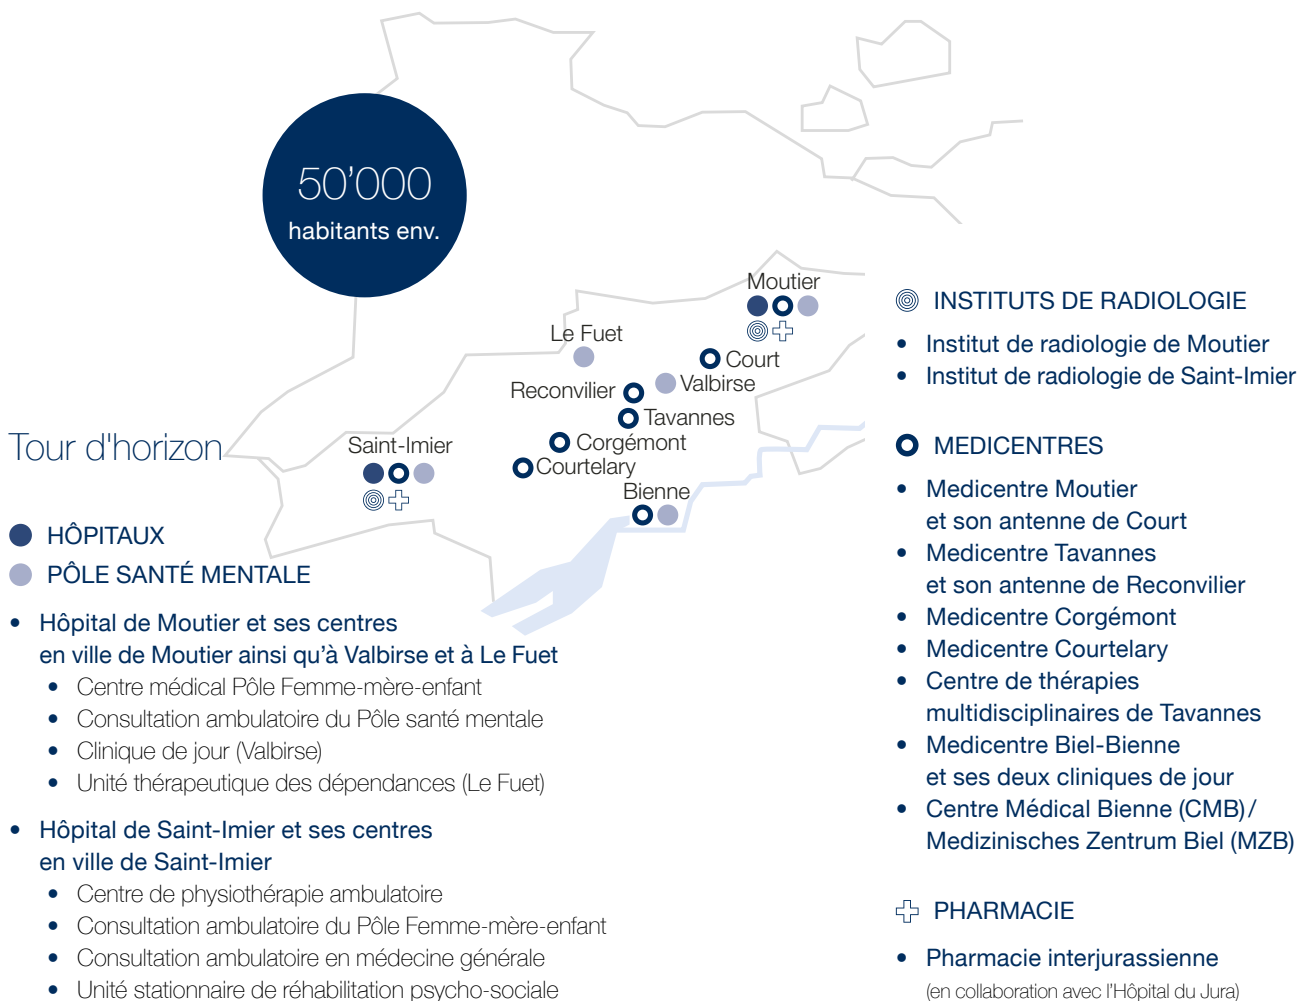 50'000
habitants env.
Moutier
Le Fuet
Court
Valbirse
Reconvilier
Tavannes
Saint-Imier
Corgémont
Courtelary
Bienne
Tour d'horizon
HÔPITAUX
PÔLE SANTÉ MENTALE
• Hôpital de Moutier et ses centres
en ville de Moutier ainsi qu’à Valbirse et à Le Fuet
• Centre médical Pôle Femme-mère-enfant
• Consultation ambulatoire du Pôle santé mentale
• Clinique de jour (Valbirse)
• Unité thérapeutique des dépendances (Le Fuet)
• Hôpital de Saint-Imier et ses centres
en ville de Saint-Imier
• Centre de physiothérapie ambulatoire
• Consultation ambulatoire du Pôle Femme-mère-enfant
• Consultation ambulatoire en médecine générale
• Unité stationnaire de réhabilitation psycho-sociale
INSTITUTS DE RADIOLOGIE
• Institut de radiologie de Moutier
• Institut de radiologie de Saint-Imier
MEDICENTRES
• Medicentre Moutier
et son antenne de Court
• Medicentre Tavannes
et son antenne de Reconvilier
• Medicentre Corgémont
• Medicentre Courtelary
• Centre de thérapies
multidisciplinaires de Tavannes
• Medicentre Biel-Bienne
et ses deux cliniques de jour
• Centre Médical Bienne (CMB)/
Medizinisches Zentrum Biel (MZB)
PHARMACIE
• Pharmacie interjurassienne
(en collaboration avec l'Hôpital du Jura)